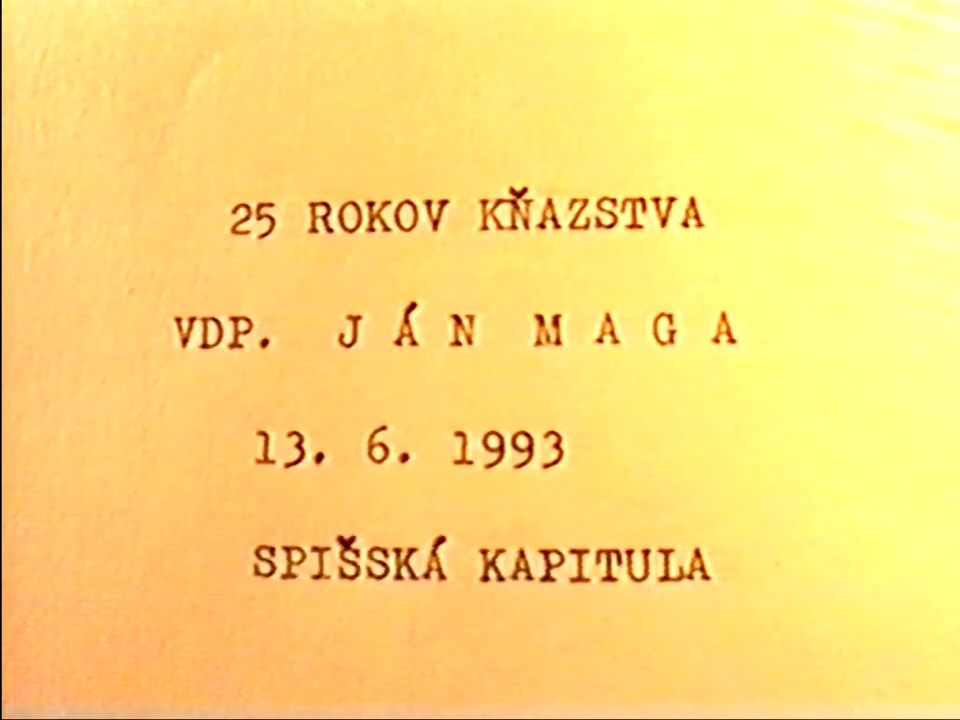 25 ROKOV KŇAZSTVA
VDP. J Á N M A G A
13. 6. 1993
SPIŠSKÁ KAPITULA